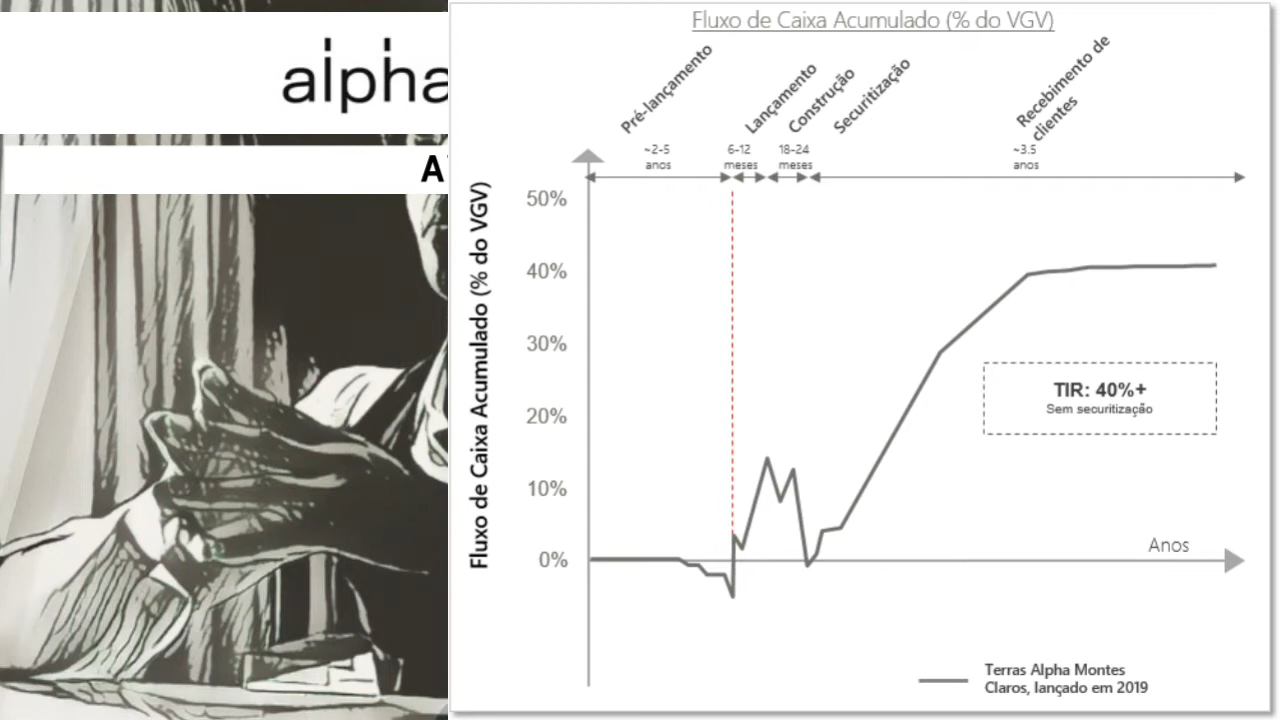 alpha
A
Fluxo de Caixa Acumulado (% do VGV)
Pré-lançamento
Lançamento
Construção
Securitização
Recebimento de
clientes
~2-5
anos
6-12
meses
18-24
meses
~3.5
anos
Fluxo de Caixa Acumulado (% do VGV)
50%
40%
30%
20%
10%
0%
TIR: 40%+
Sem securitização
Anos
Terras Alpha Montes
Claros, lançado em 2019